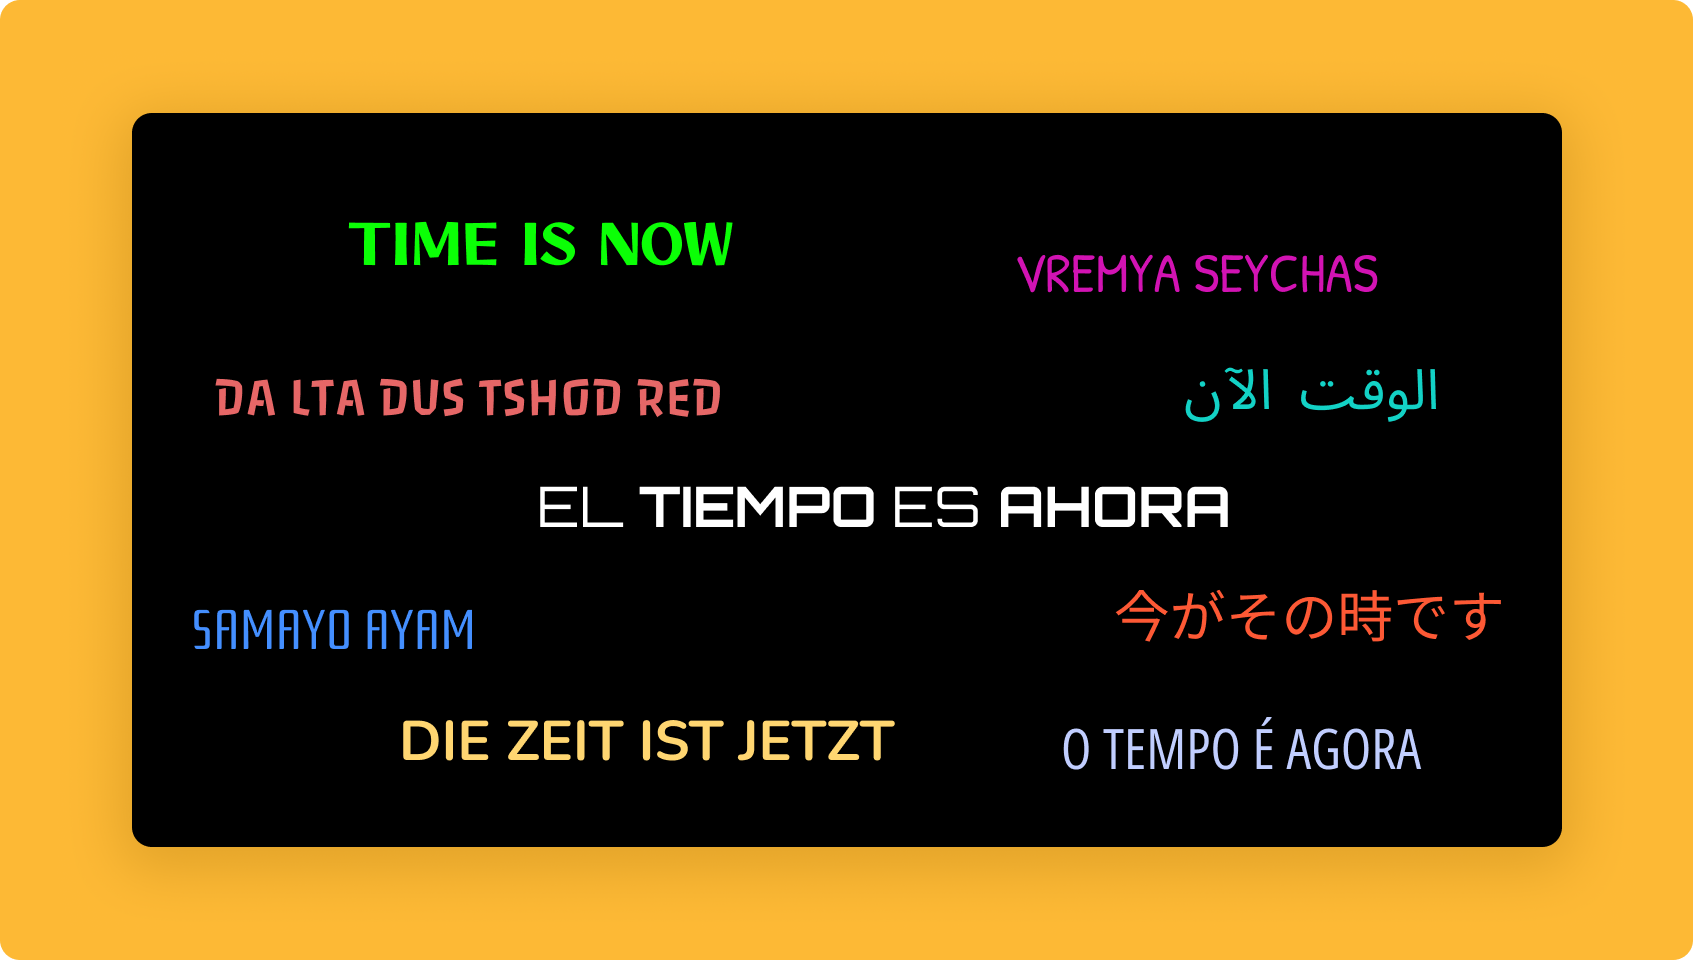 TIME IS NOW
VREMYA SEYCHAS
DA LTA DUS TSHOD RED
الوقت الآن
EL TIEMPO ES AHORA
SAMAYO AYAM
今がその時です
DIE ZEIT IST JETZT
O TEMPO É AGORA